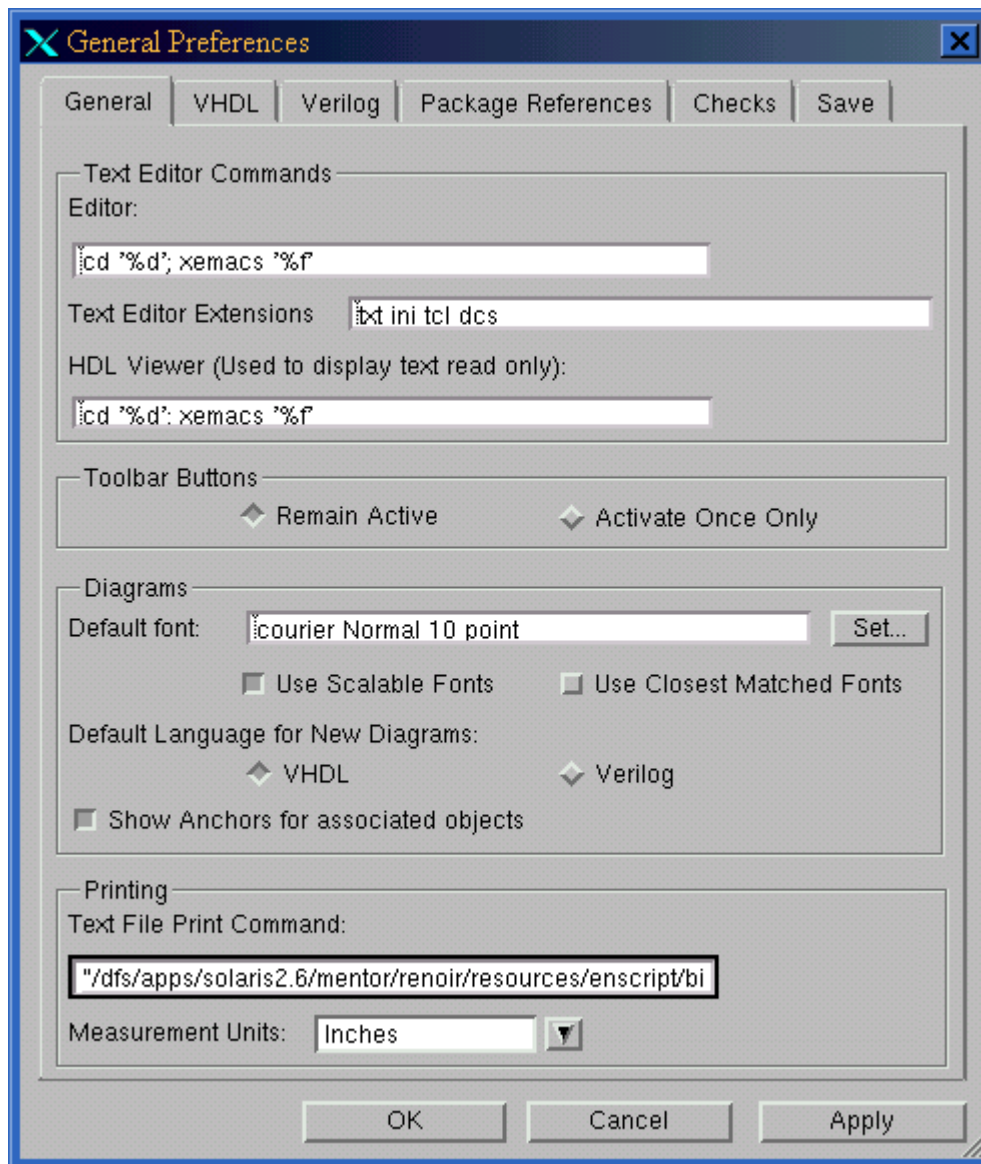 General Preferences
General VHDL Verilog Package References Checks Save
Text Editor Commands
Editor:
cd '%d'; xemacs '%f'
Text Editor Extensions txt ini tcl dcs
HDL Viewer (Used to display text read only):
cd '%d'; xemacs '%f'
Toolbar Buttons
Remain Active Activate Once Only
Diagrams
Default font: courier Normal 10 point Set...
Use Scalable Fonts Use Closest Matched Fonts
Default Language for New Diagrams:
VHDL Verilog
Show Anchors for associated objects
Printing
Text File Print Command:
"/dfs/apps/solaris2.6/mentor/renoir/resources/enscript/bi
Measurement Units: Inches
OK Cancel Apply